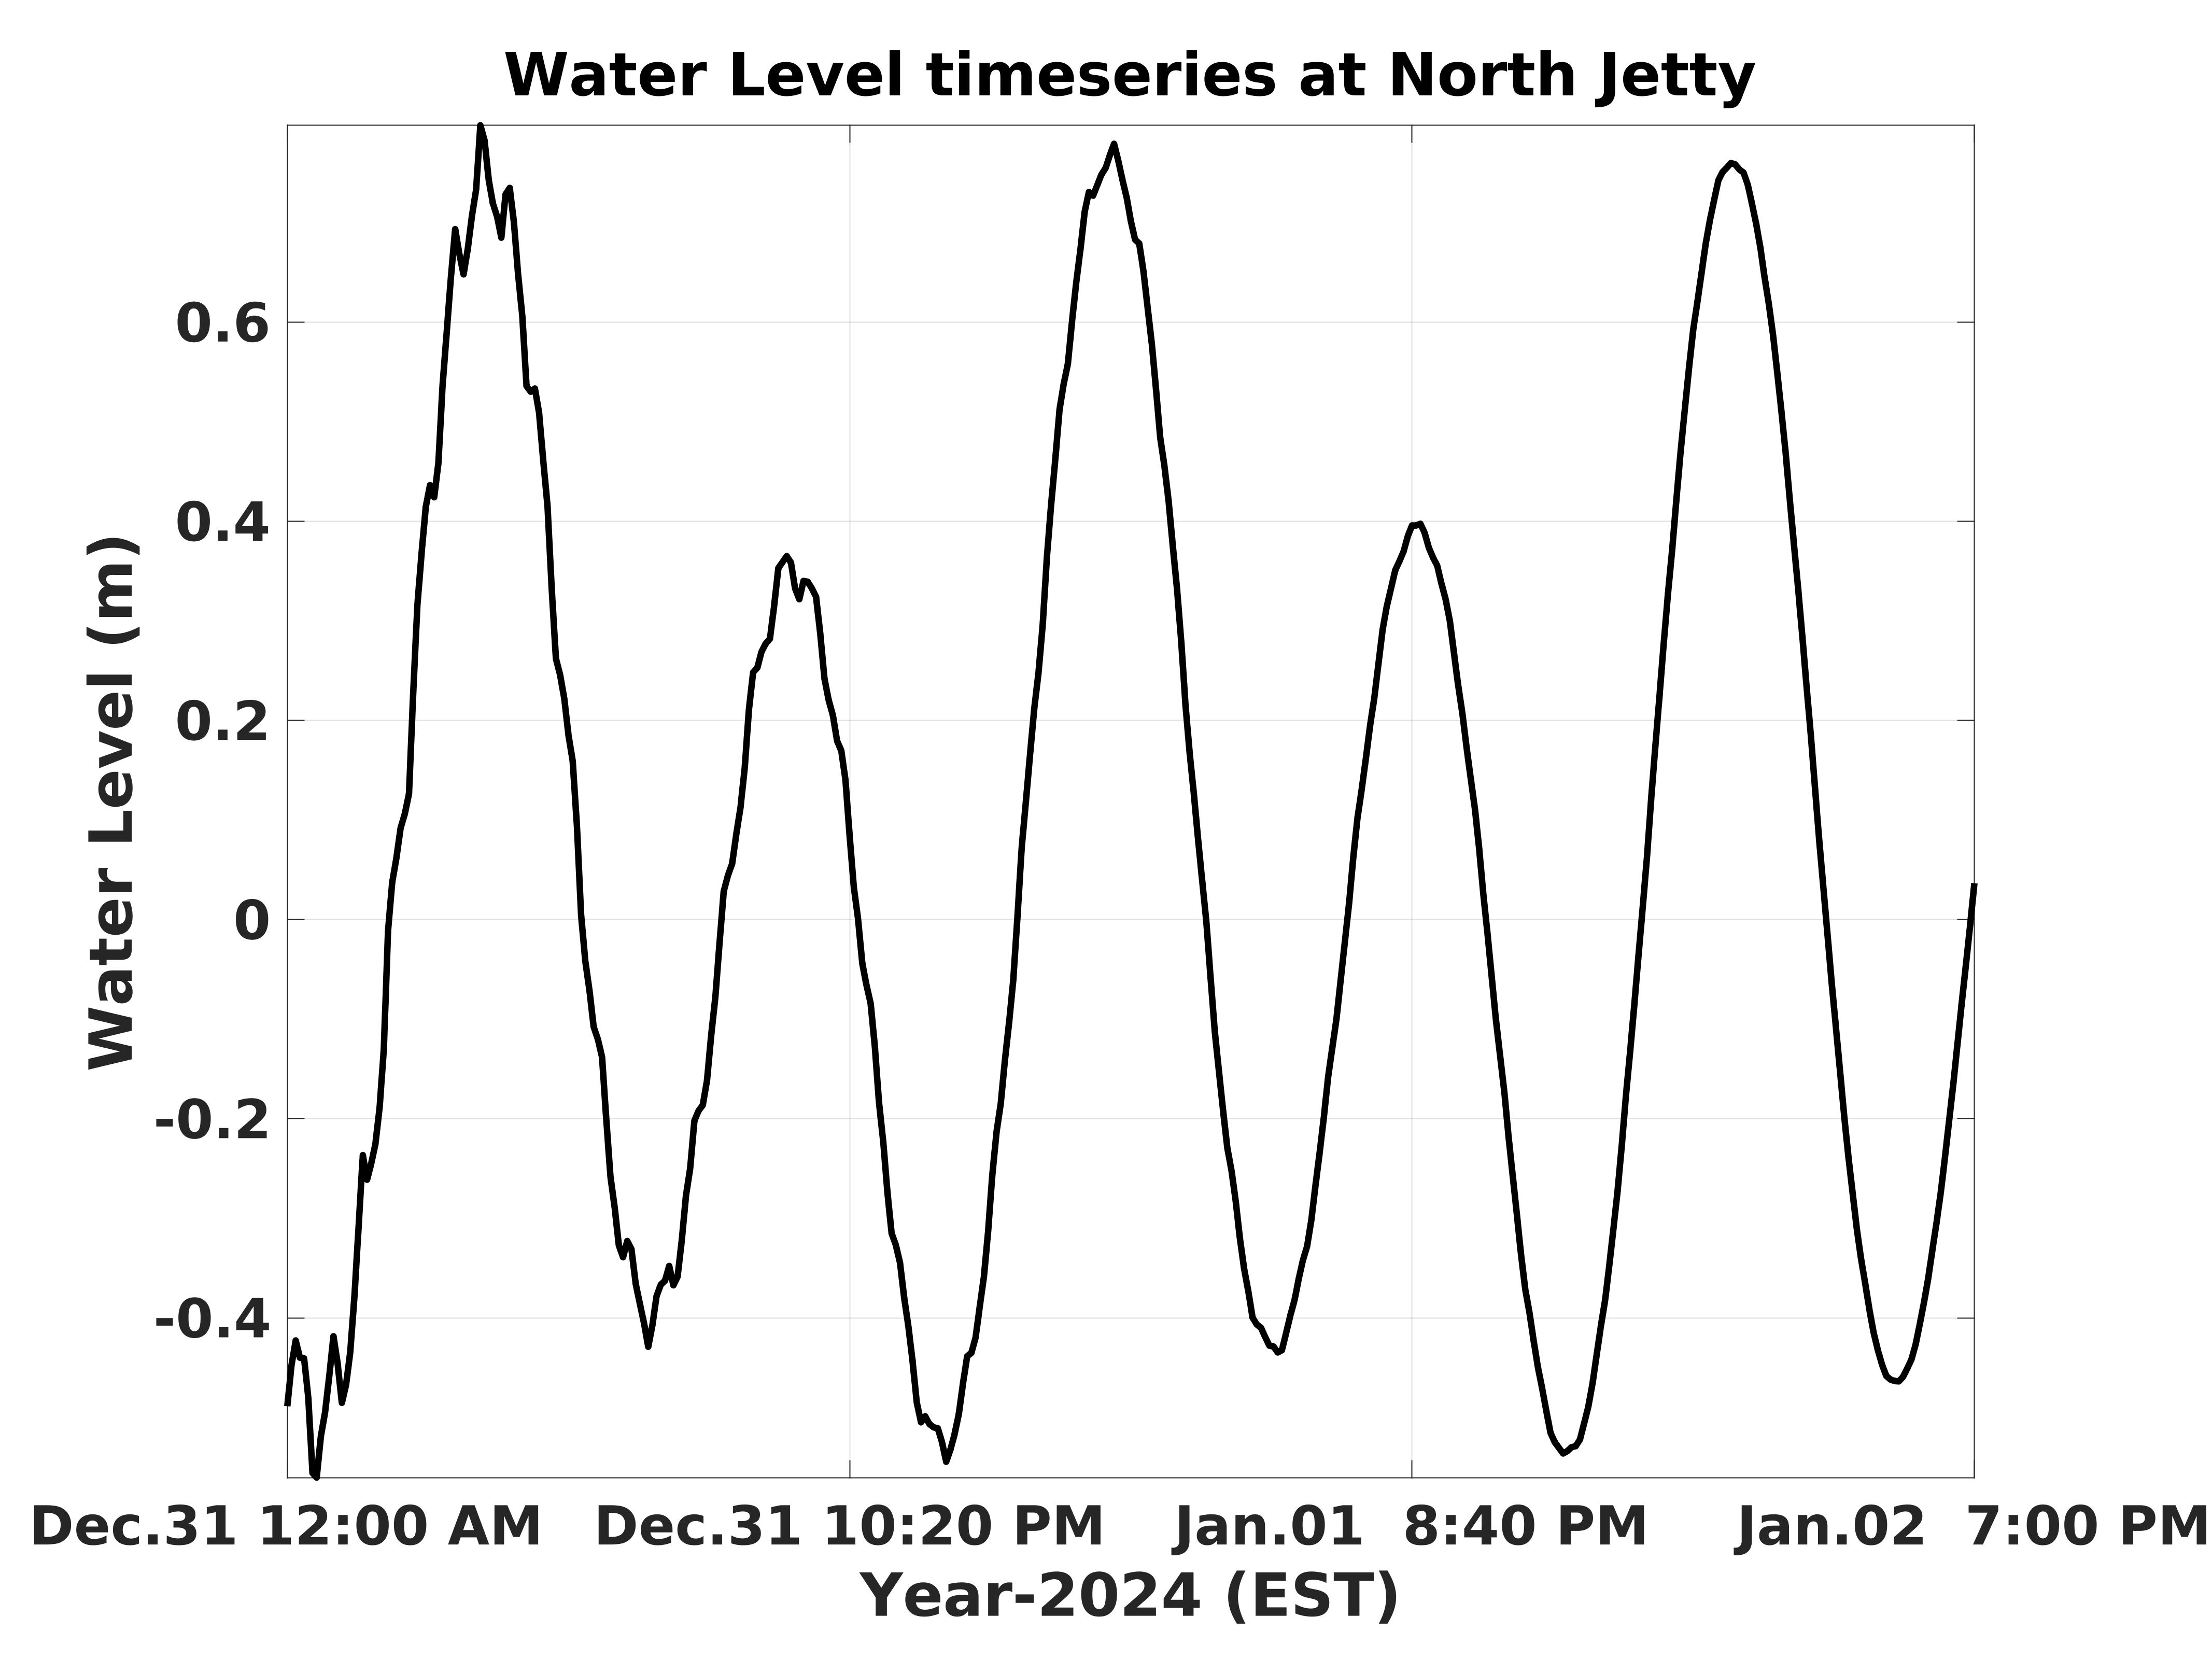 Water Level timeseries at North Jetty
0.6
0.4
0.2
0
-0.2
-0.4
Water Level (m)
Dec.31 12:00 AM Dec.31 10:20 PM Jan.01 8:40 PM Jan.02 7:00 PM
Year-2024 (EST)